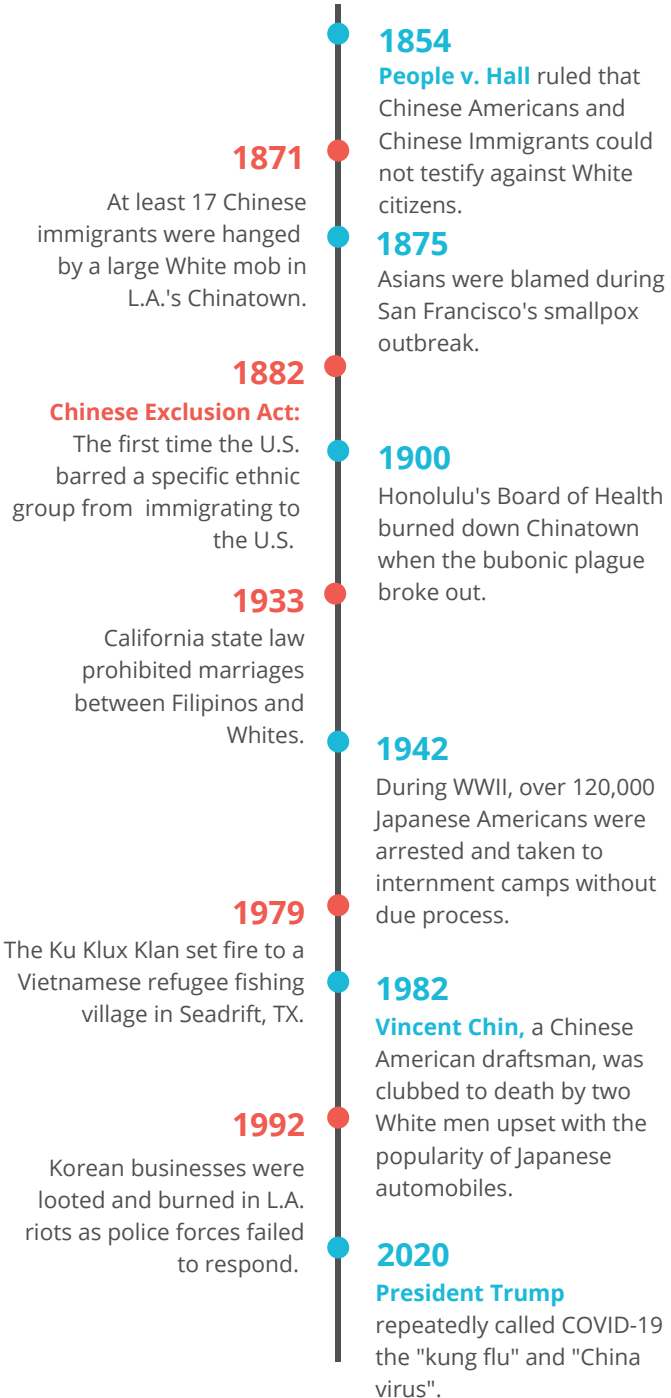 1854
People v. Hall ruled that
Chinese Americans and
Chinese Immigrants could
not testify against White
citizens.
1871
At least 17 Chinese
immigrants were hanged
by a large White mob in
L.A.'s Chinatown.
1875
Asians were blamed during
San Francisco's smallpox
outbreak.
1882
Chinese Exclusion Act:
The first time the U.S.
barred a specific ethnic
group from immigrating to
the U.S.
1900
Honolulu's Board of Health
burned down Chinatown
when the bubonic plague
broke out.
1933
California state law
prohibited marriages
between Filipinos and
Whites.
1942
During WWII, over 120,000
Japanese Americans were
arrested and taken to
internment camps without
due process.
1979
The Ku Klux Klan set fire to a
Vietnamese refugee fishing
village in Seadrift, TX.
1982
Vincent Chin, a Chinese
American draftsman, was
clubbed to death by two
White men upset with the
popularity of Japanese
automobiles.
1992
Korean businesses were
looted and burned in L.A.
riots as police forces failed
to respond.
2020
President Trump
repeatedly called COVID-19
the "kung flu" and "China
virus".